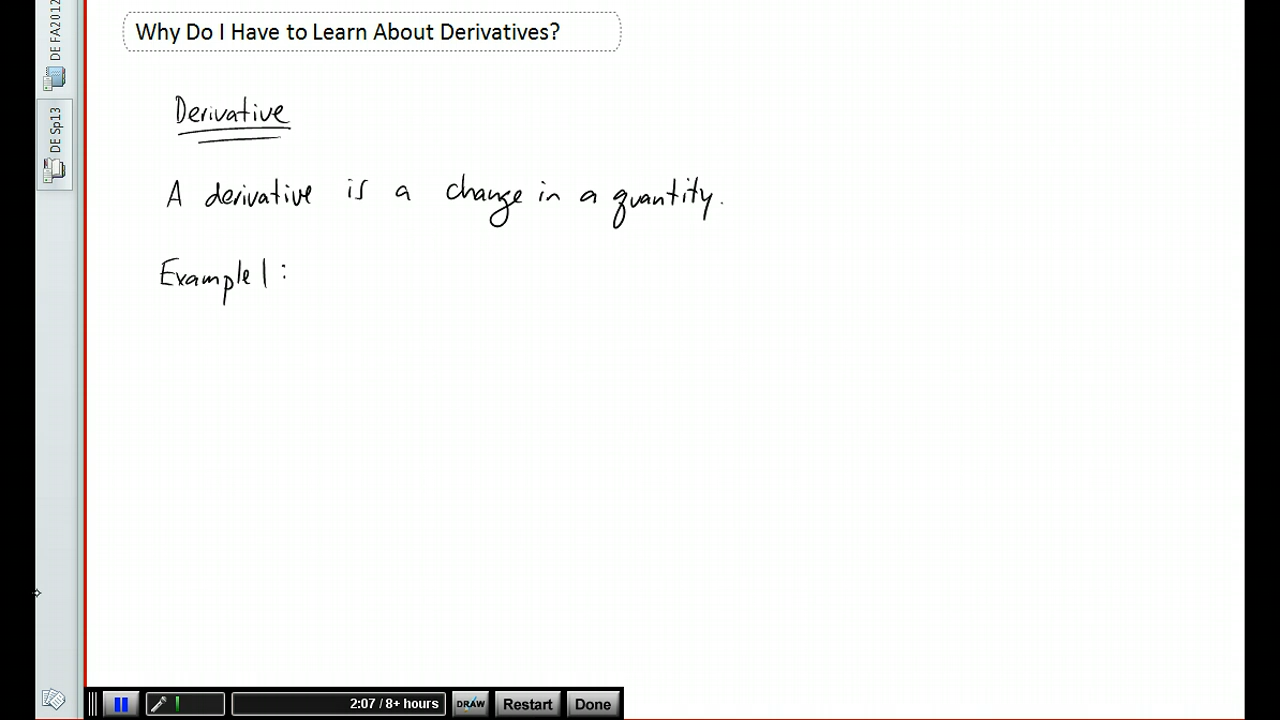 DE FA2012
Why Do I Have to Learn About Derivatives?
DE Sp13
Derivative
A derivative is a change in a quantity.
Example 1:
2:07 / 8+ hours
DRAW
Restart
Done